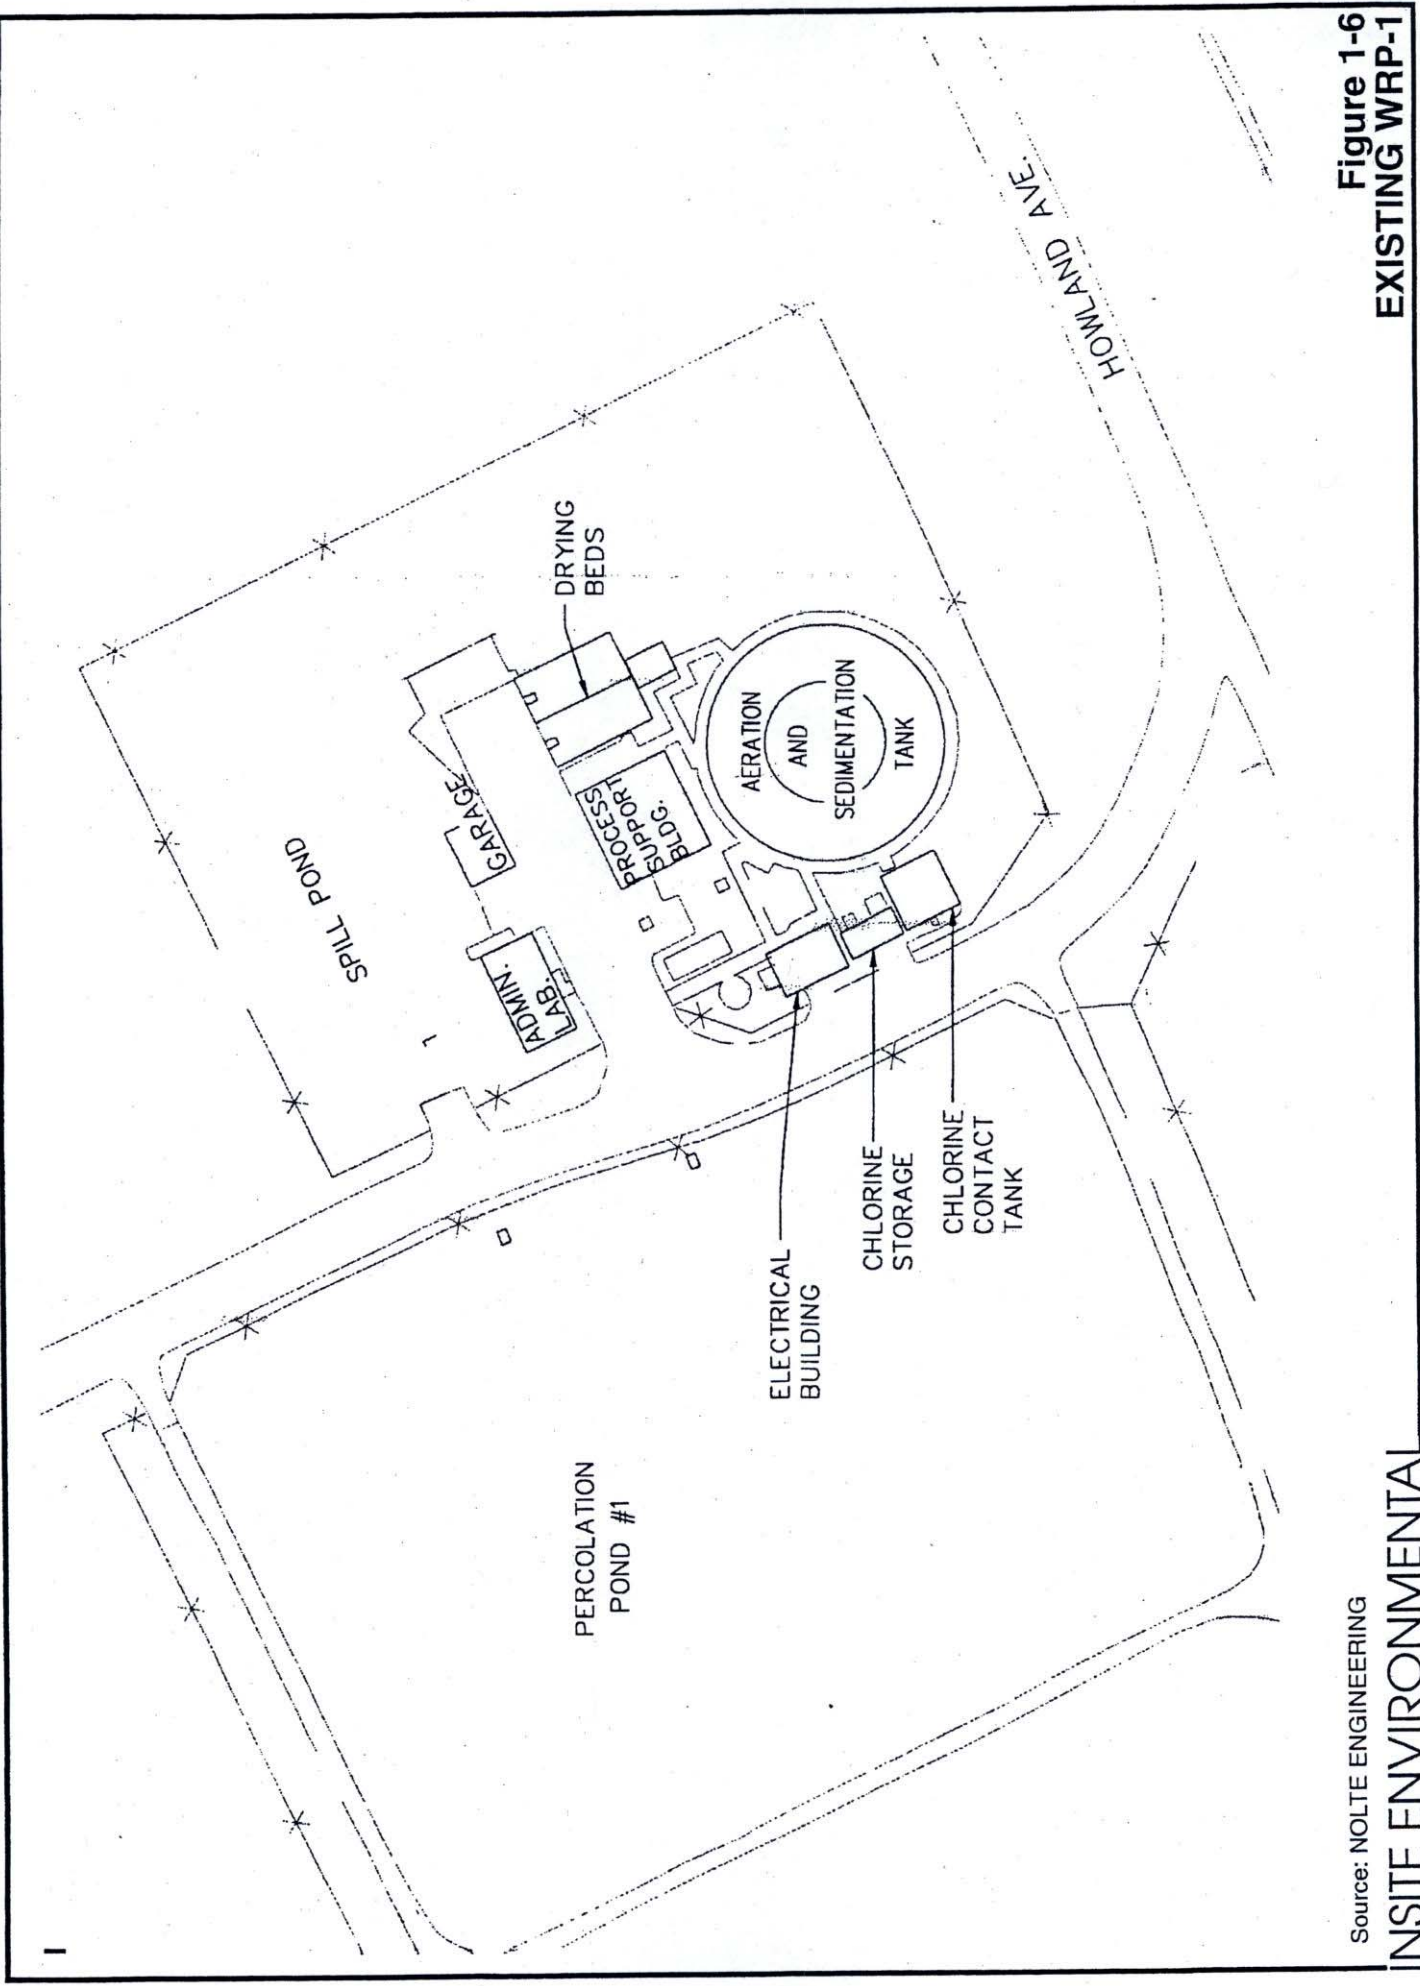 SPILL POND
GARAGE
ADMIN.
LAB.
DRYING
BEDS
PROCESS
SUPPORT
BLDG.
AERATION
AND
SEDIMENTATION
TANK
HOWLAND AVE.
PERCOLATION
POND #1
ELECTRICAL
BUILDING
CHLORINE
STORAGE
CHLORINE
CONTACT
TANK
Source: NOLTE ENGINEERING
INSITE ENVIRONMENTAL
Figure 1-6
EXISTING WRP-1